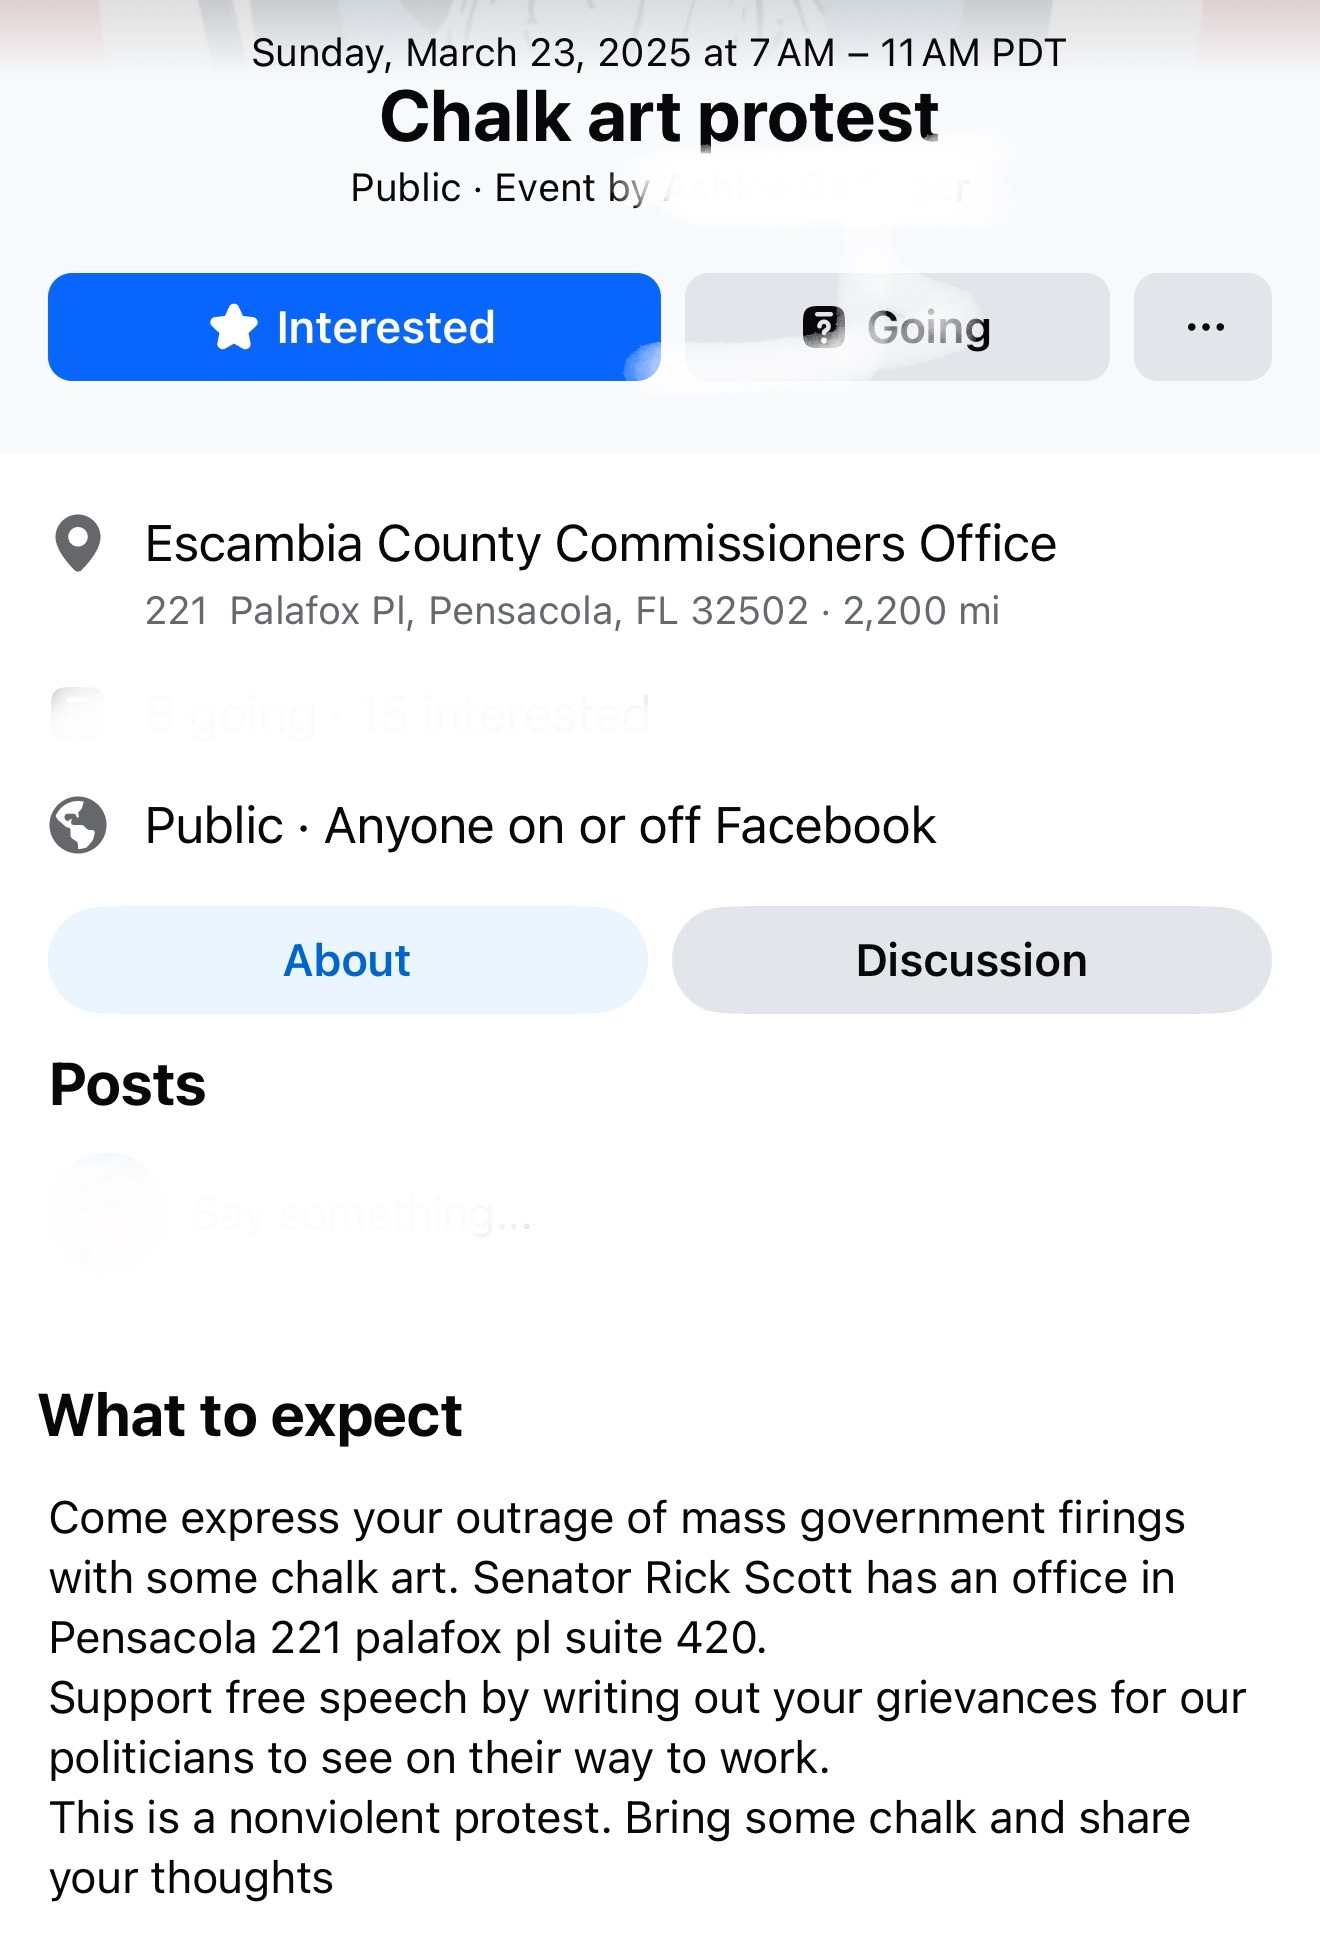 Sunday, March 23, 2025 at 7 AM – 11 AM PDT
Chalk art protest
Public · Event by
Interested
Going
Escambia County Commissioners Office
221 Palafox Pl, Pensacola, FL 32502 · 2,200 mi
8 going · 15 interested
Public · Anyone on or off Facebook
About
Discussion
Posts
Say something...
What to expect
Come express your outrage of mass government firings
with some chalk art. Senator Rick Scott has an office in
Pensacola 221 palafox pl suite 420.
Support free speech by writing out your grievances for our
politicians to see on their way to work.
This is a nonviolent protest. Bring some chalk and share
your thoughts